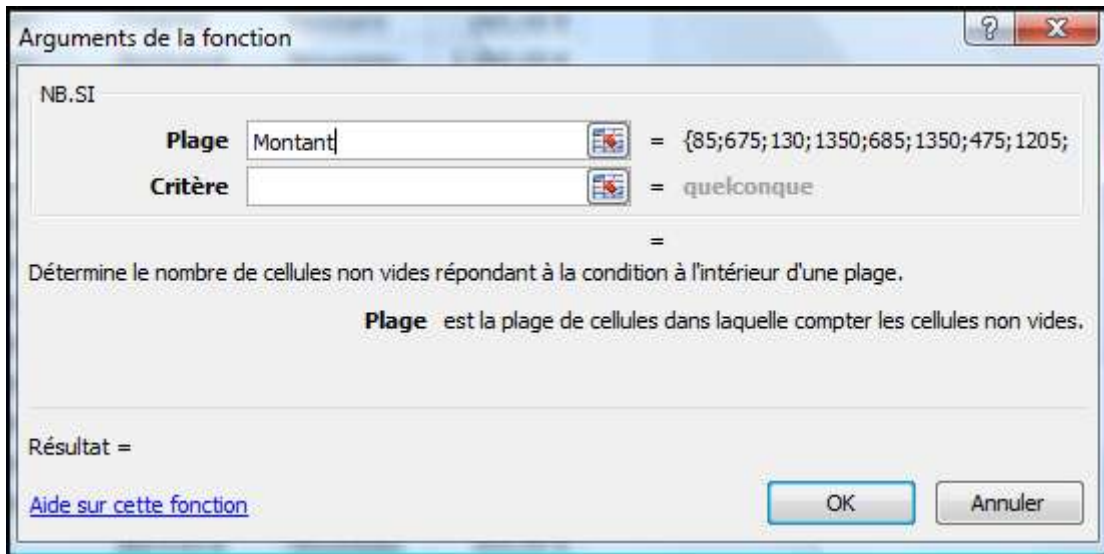 Arguments de la fonction
NB.SI
Plage Montant = {85;675;130;1350;685;1350;475;1205;
Critère = quelconque
=
Détermine le nombre de cellules non vides répondant à la condition à l'intérieur d'une plage.
Plage est la plage de cellules dans laquelle compter les cellules non vides.
Résultat =
Aide sur cette fonction OK Annuler